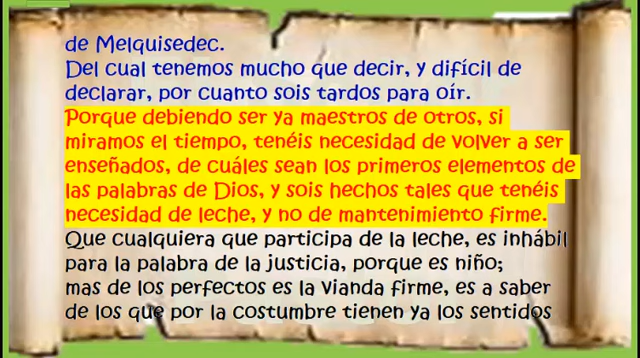 de Melquisedec.
Del cual tenemos mucho que decir, y difícil de
declarar, por cuanto sois tardos para oír.
Porque debiendo ser ya maestros de otros, si
miramos el tiempo, tenéis necesidad de volver a ser
enseñados, de cuáles sean los primeros elementos de
las palabras de Dios, y sois hechos tales que tenéis
necesidad de leche, y no de mantenimiento firme.
Que cualquiera que participa de la leche, es inhábil
para la palabra de la justicia, porque es niño;
mas de los perfectos es la vianda firme, es a saber
de los que por la costumbre tienen ya los sentidos